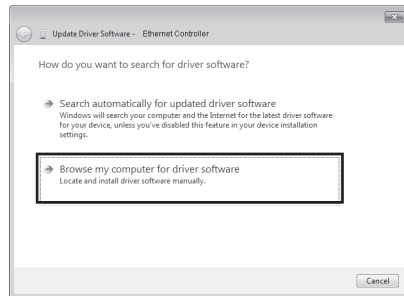 Update Driver Software - Ethernet Controller
How do you want to search for driver software?
Search automatically for updated driver software
Windows will search your computer and the Internet for the latest driver software
for your device, unless you've disabled this feature in your device installation
settings.
Browse my computer for driver software
Locate and install driver software manually.
Cancel